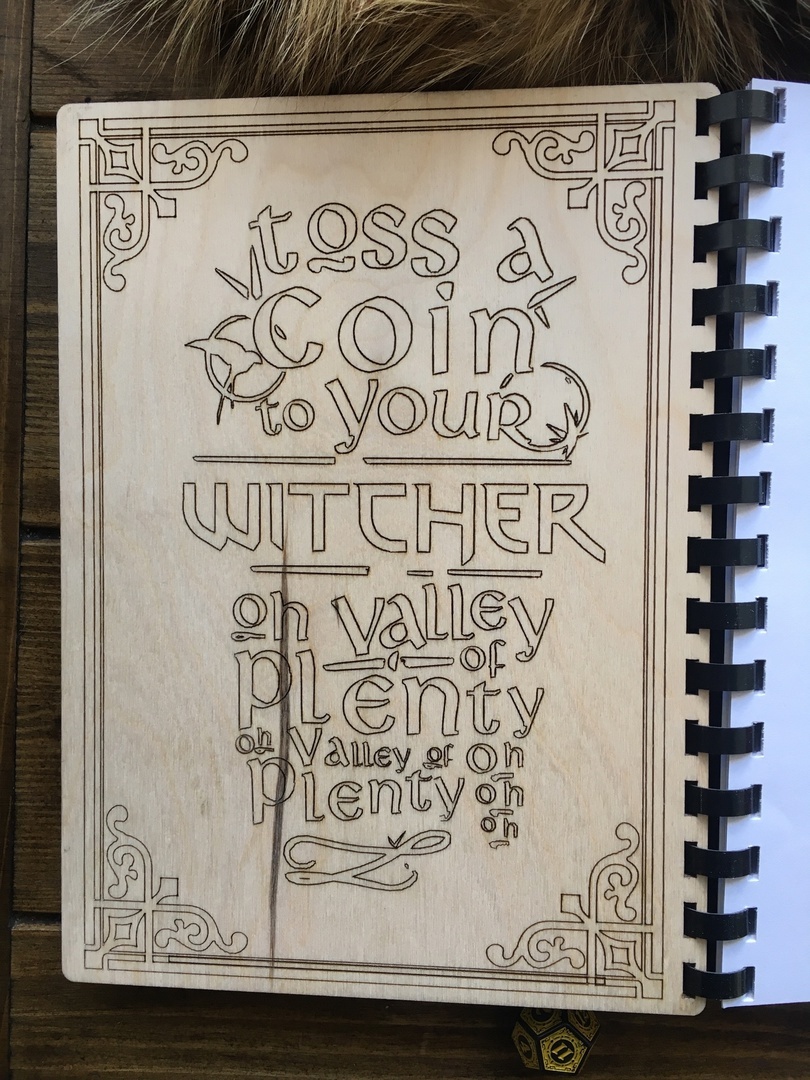 toss a
Coin
to your
WITCHER
oh valley
of
plenty
oh valley of oh
plenty oh
oh